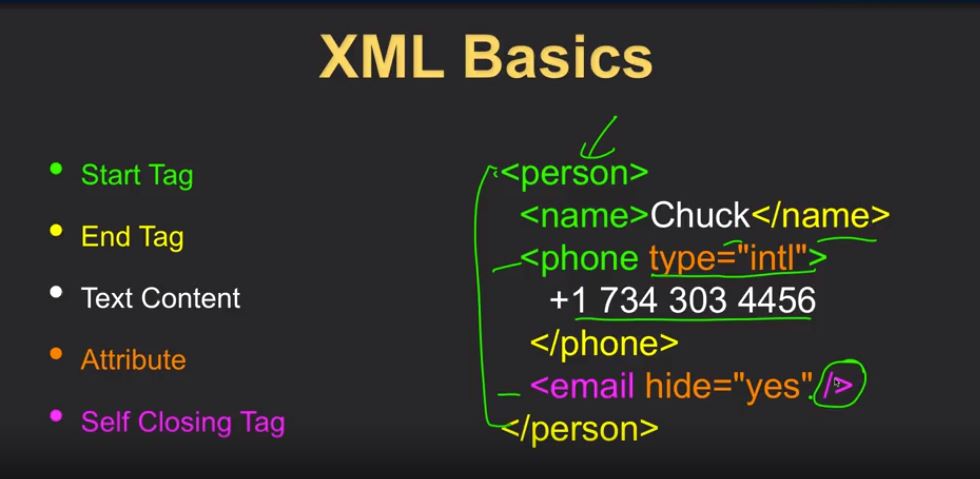 XML Basics
Start Tag
End Tag
Text Content
Attribute
Self Closing Tag
<person>
<name>Chuck</name>
<phone type="intl">
+1 734 303 4456
</phone>
<email hide="yes" />
</person>